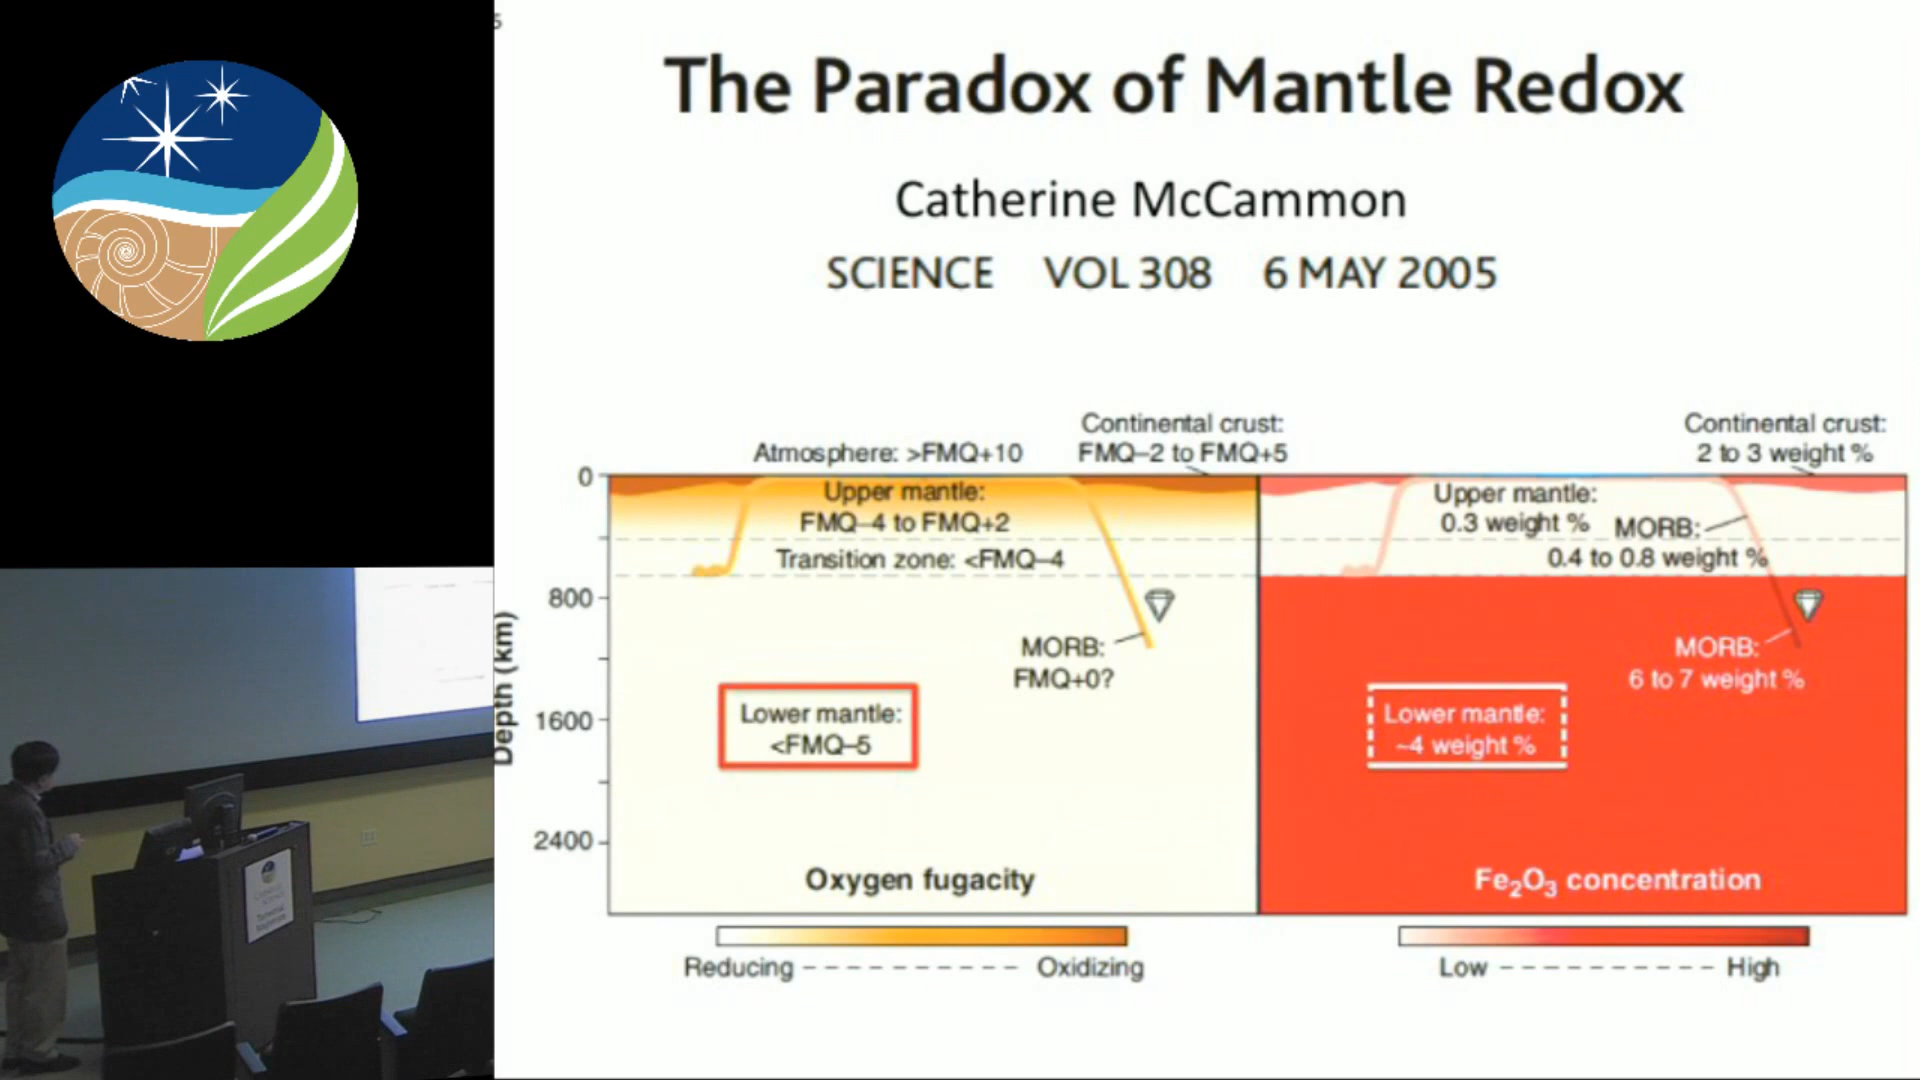 The Paradox of Mantle Redox
Catherine McCammon
SCIENCE VOL 308 6 MAY 2005
Continental crust:
FMQ–2 to FMQ+5
Atmosphere: >FMQ+10
Continental crust:
2 to 3 weight %
0
800
1600
2400
Depth (km)
Upper mantle:
FMQ–4 to FMQ+2
Transition zone: <FMQ–4
MORB:
FMQ+0?
Lower mantle:
<FMQ–5
Oxygen fugacity
Upper mantle:
0.3 weight %
MORB:
0.4 to 0.8 weight %
MORB:
6 to 7 weight %
Lower mantle:
~4 weight %
Fe₂O₃ concentration
Reducing
Oxidizing
Low
High